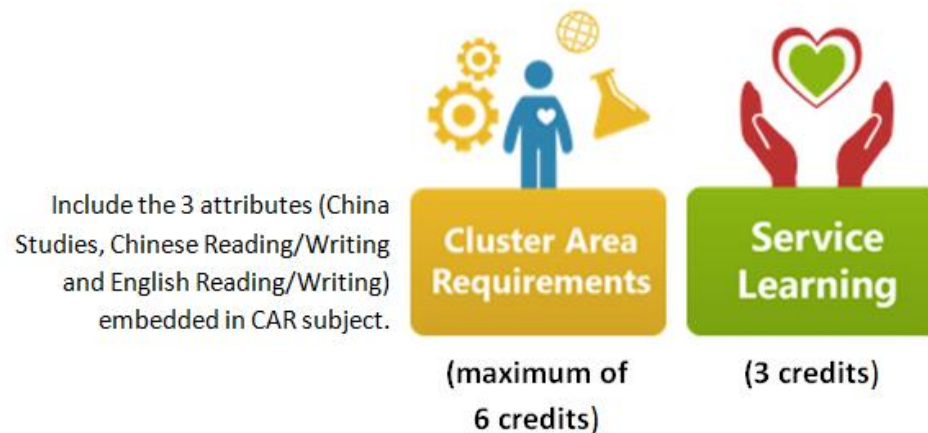 Include the 3 attributes (China
Studies, Chinese Reading/Writing
and English Reading/Writing)
embedded in CAR subject.
Cluster Area
Requirements
(maximum of
6 credits)
Service
Learning
(3 credits)